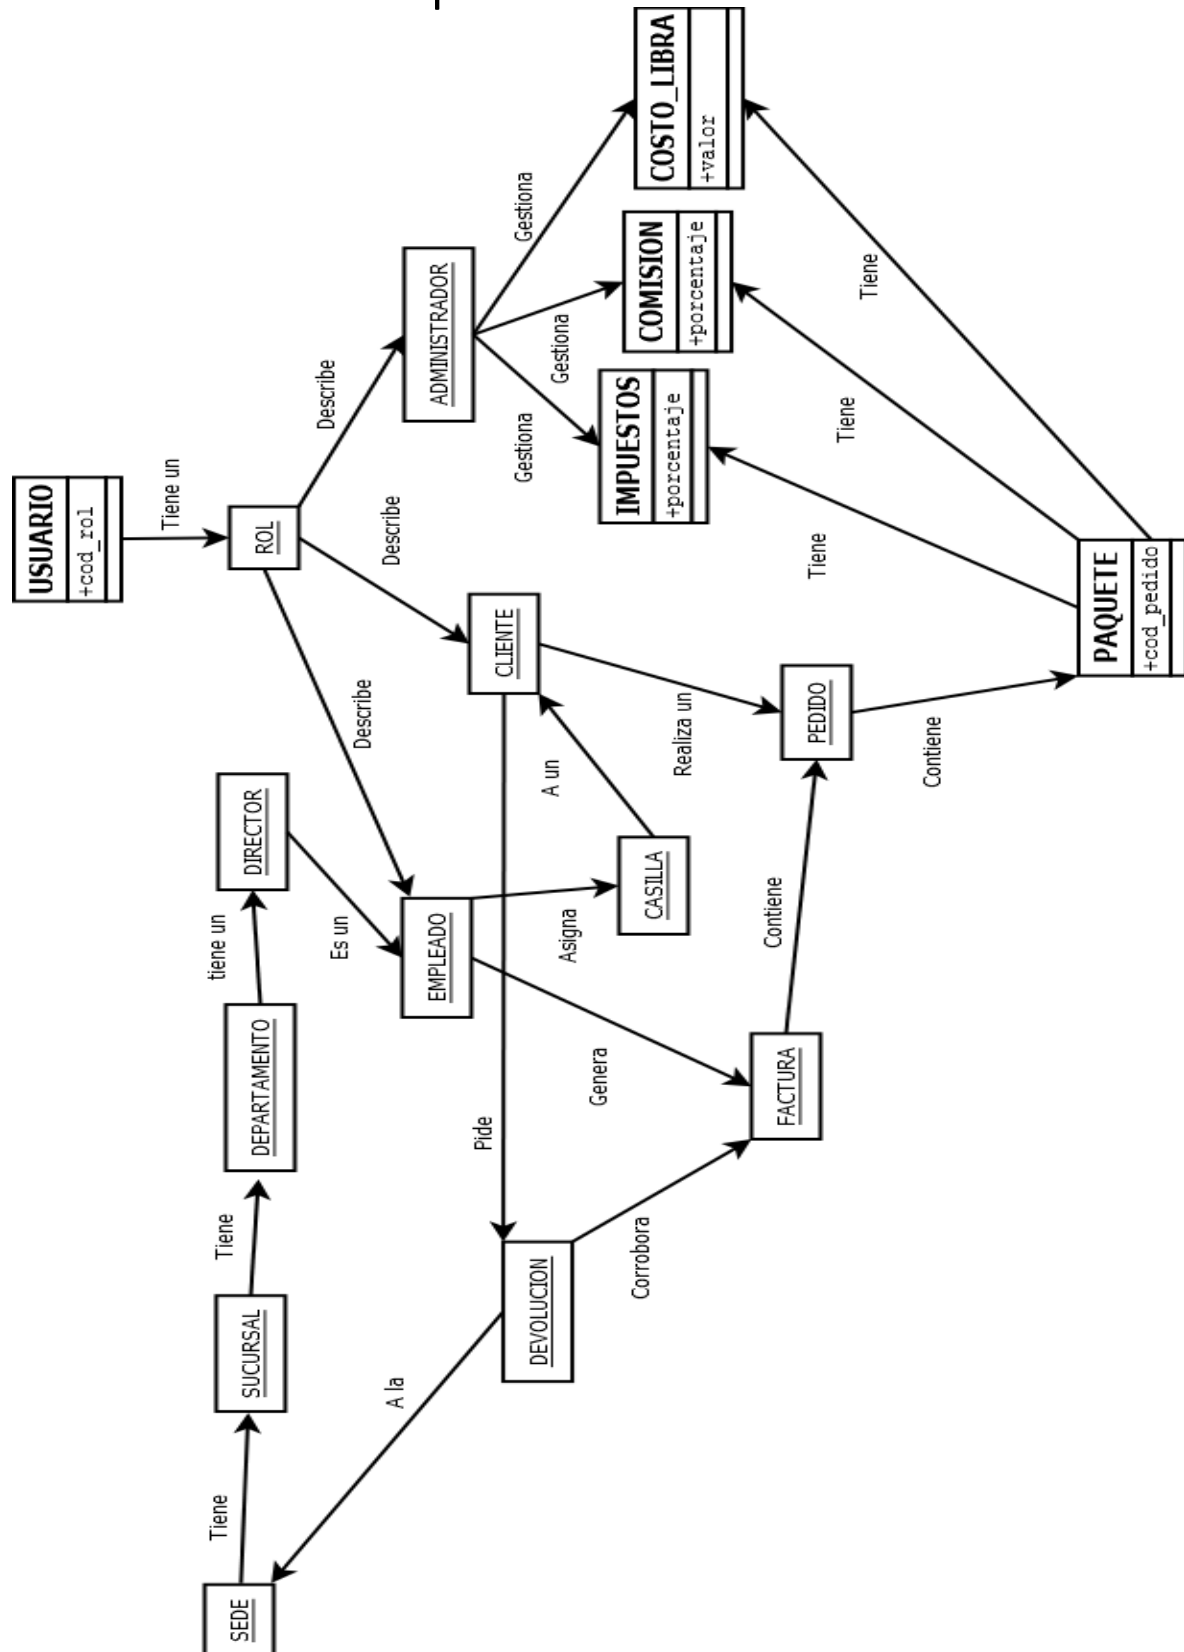 USUARIO
+cod_rol
Tiene un
ROL
Describe
Describe
Describe
ADMINISTRADOR
Gestiona
Gestiona
Gestiona
COSTO_LIBRA
+valor
COMISION
+porcentaje
IMPUESTOS
+porcentaje
Tiene
Tiene
Tiene
CLIENTE
Realiza un
A un
PEDIDO
Contiene
PAQUETE
+cod_pedido
DIRECTOR
tiene un
Es un
EMPLEADO
Asigna
CASILLA
Genera
Contiene
FACTURA
DEPARTAMENTO
Tiene
Pide
SUCURSAL
DEVOLUCION
Corrobora
A la
Tiene
SEDE